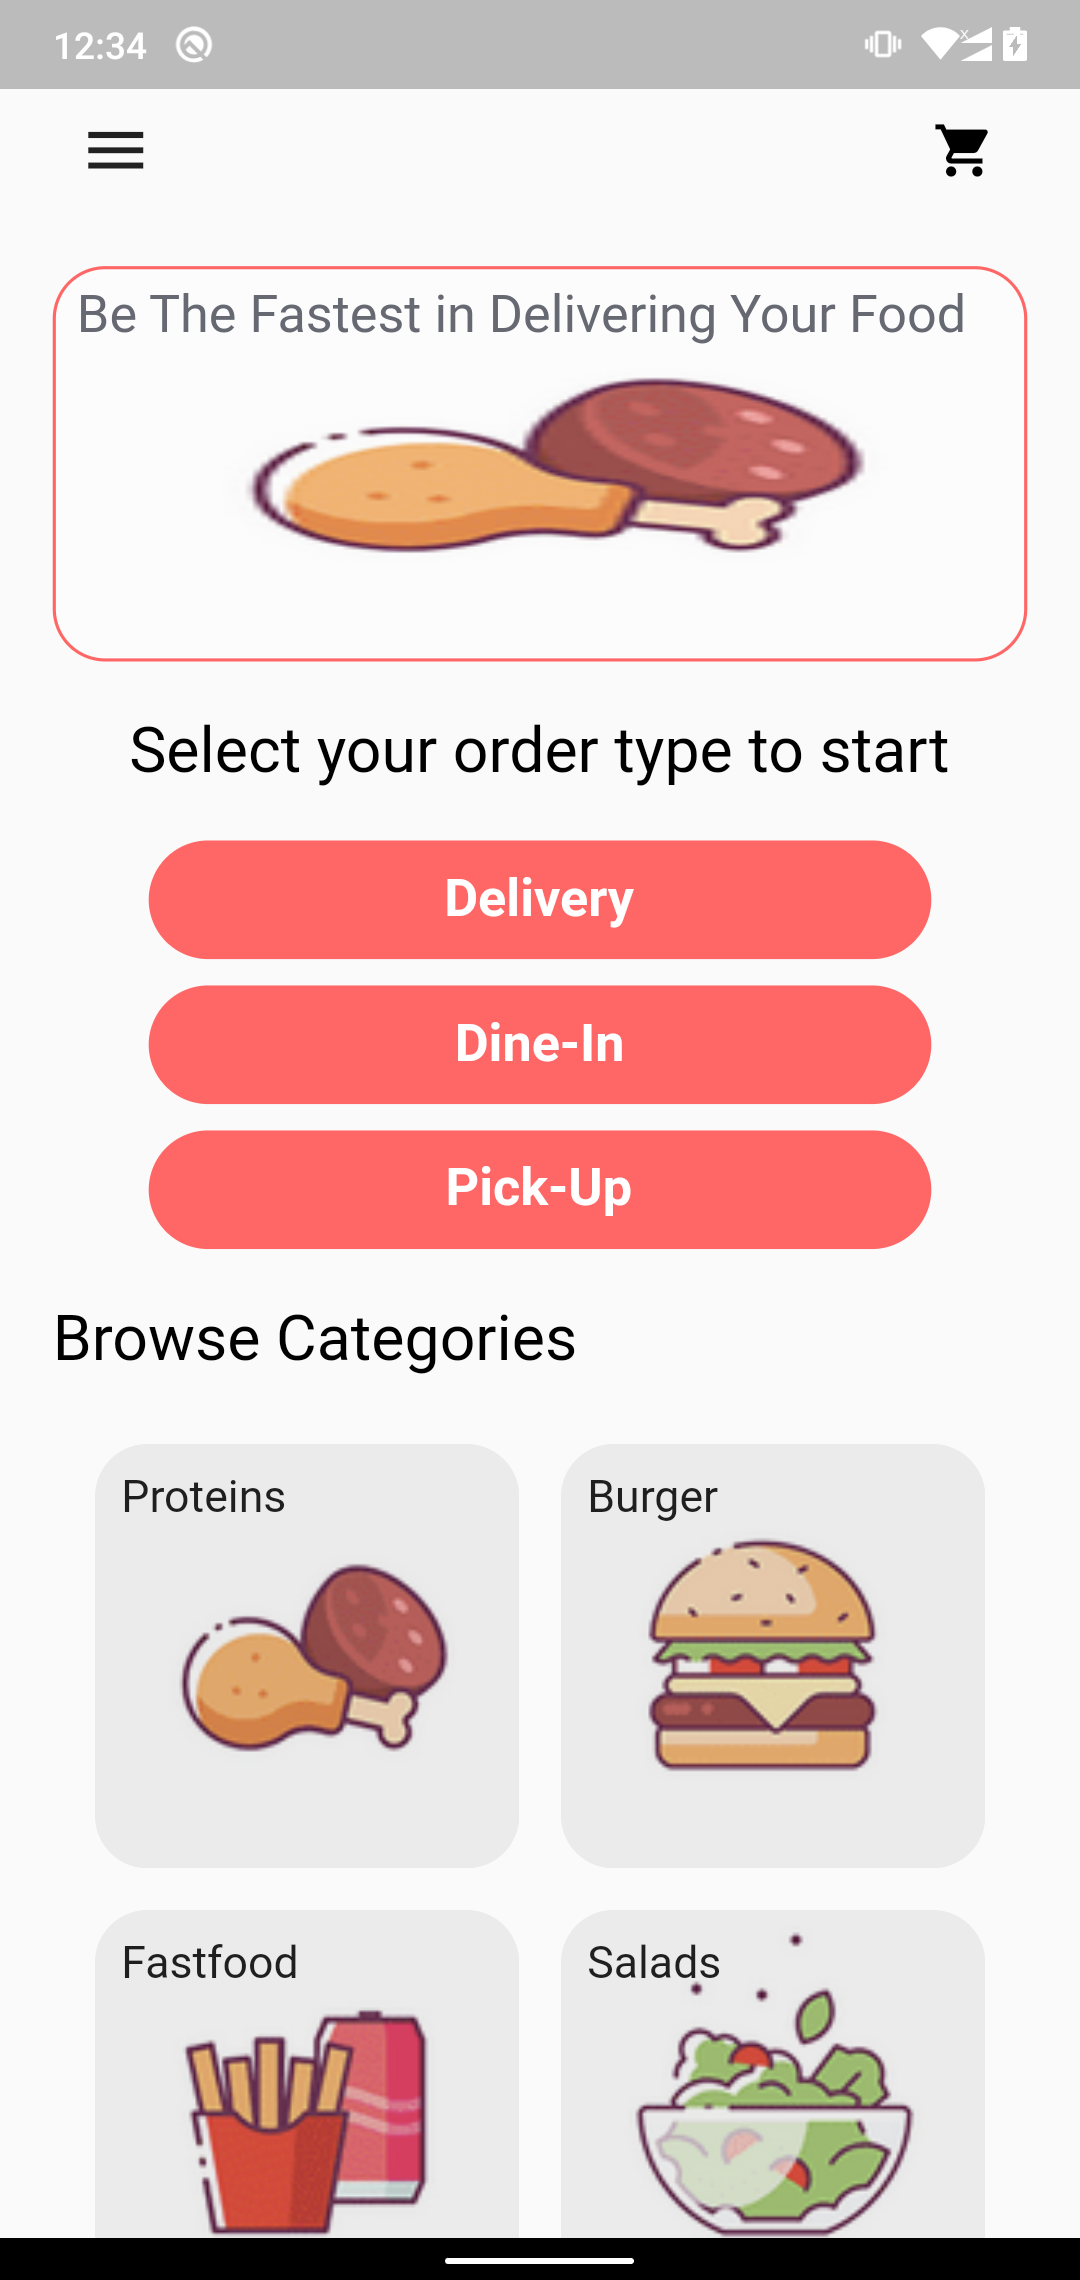 12:34
Be The Fastest in Delivering Your Food
Select your order type to start
Delivery
Dine-In
Pick-Up
Browse Categories
Proteins
Burger
Fastfood
Salads